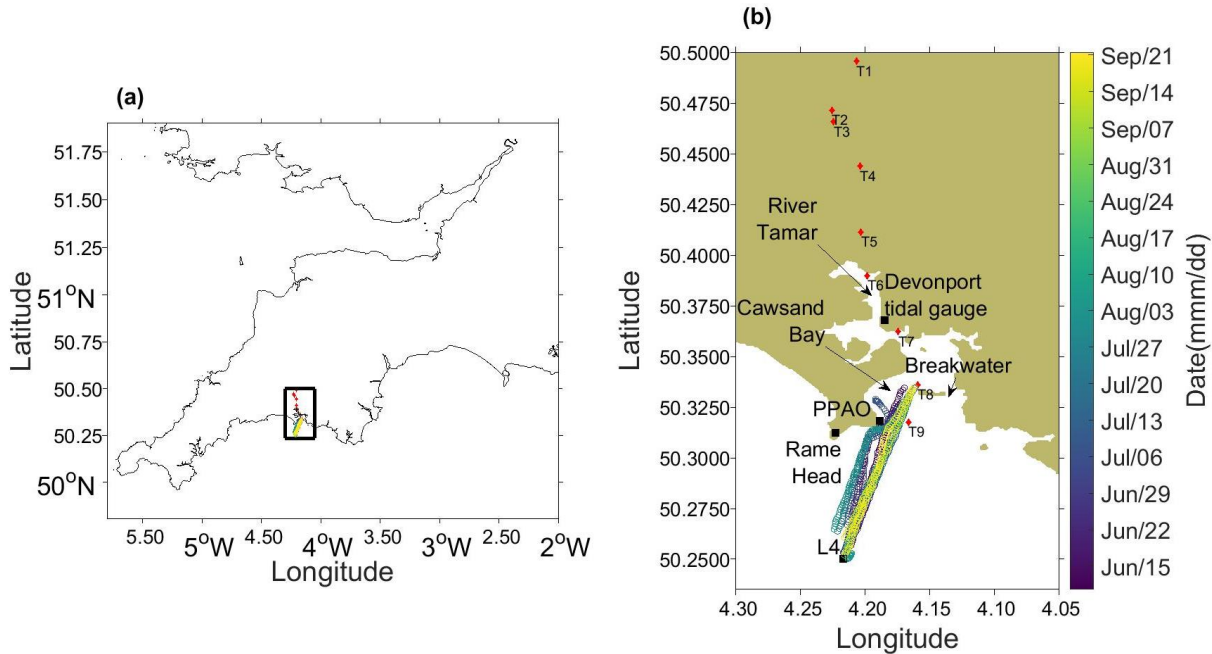 (a)
51.75
51.50
51.25
51°N
50.75
50.50
50.25
50°N
Latitude
5.50
5°W
4.50
4°W
3.50
3°W
2.50
2°W
Longitude
(b)
50.5000
50.4750
50.4500
50.4250
50.4000
50.3750
50.3500
50.3250
50.3000
50.2750
50.2500
Latitude
T1
T2
T3
T4
T5
River
Tamar
T6
Devonport
tidal gauge
Cawsand
Bay
T7
Breakwater
T8
PPAO
T9
Rame
Head
L4
4.30
4.25
4.20
4.15
4.10
4.05
Longitude
Sep/21
Sep/14
Sep/07
Aug/31
Aug/24
Aug/17
Aug/10
Aug/03
Jul/27
Jul/20
Jul/13
Jul/06
Jun/29
Jun/22
Jun/15
Date(mmm/dd)